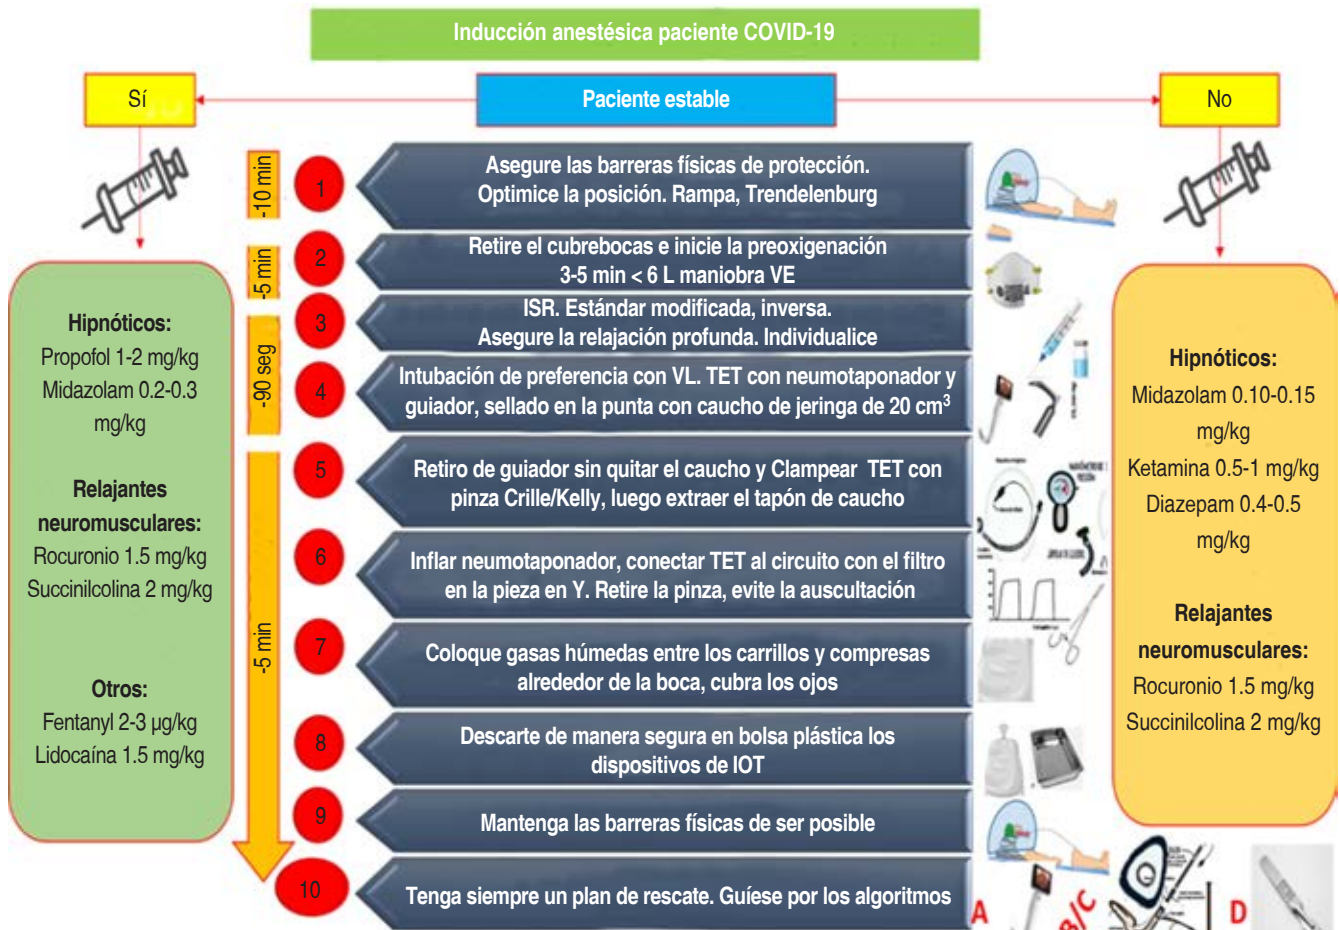 Inducción anestésica paciente COVID-19
Sí
Paciente estable
No
-10 min
1
Asegure las barreras físicas de protección.
Optimice la posición. Rampa, Trendelenburg
-5 min
2
Retire el cubrebocas e inicie la preoxigenación
3-5 min < 6 L maniobra VE
-90 seg
3
ISR. Estándar modificada, inversa.
Asegure la relajación profunda. Individualice
4
Intubación de preferencia con VL. TET con neumotaponador y
guiador, sellado en la punta con caucho de jeringa de 20 cm³
-5 min
5
Retiro de guiador sin quitar el caucho y Clampear TET con
pinza Crille/Kelly, luego extraer el tapón de caucho
6
Inflar neumotaponador, conectar TET al circuito con el filtro
en la pieza en Y. Retire la pinza, evite la auscultación
7
Coloque gasas húmedas entre los carrillos y compresas
alrededor de la boca, cubra los ojos
8
Descarte de manera segura en bolsa plástica los
dispositivos de IOT
9
Mantenga las barreras físicas de ser posible
10
Tenga siempre un plan de rescate. Guíese por los algoritmos
A
B/C
D
Hipnóticos:
Propofol 1-2 mg/kg
Midazolam 0.2-0.3
mg/kg
Relajantes
neuromusculares:
Rocuronio 1.5 mg/kg
Succinilcolina 2 mg/kg
Otros:
Fentanyl 2-3 µg/kg
Lidocaína 1.5 mg/kg
Hipnóticos:
Midazolam 0.10-0.15
mg/kg
Ketamina 0.5-1 mg/kg
Diazepam 0.4-0.5
mg/kg
Relajantes
neuromusculares:
Rocuronio 1.5 mg/kg
Succinilcolina 2 mg/kg